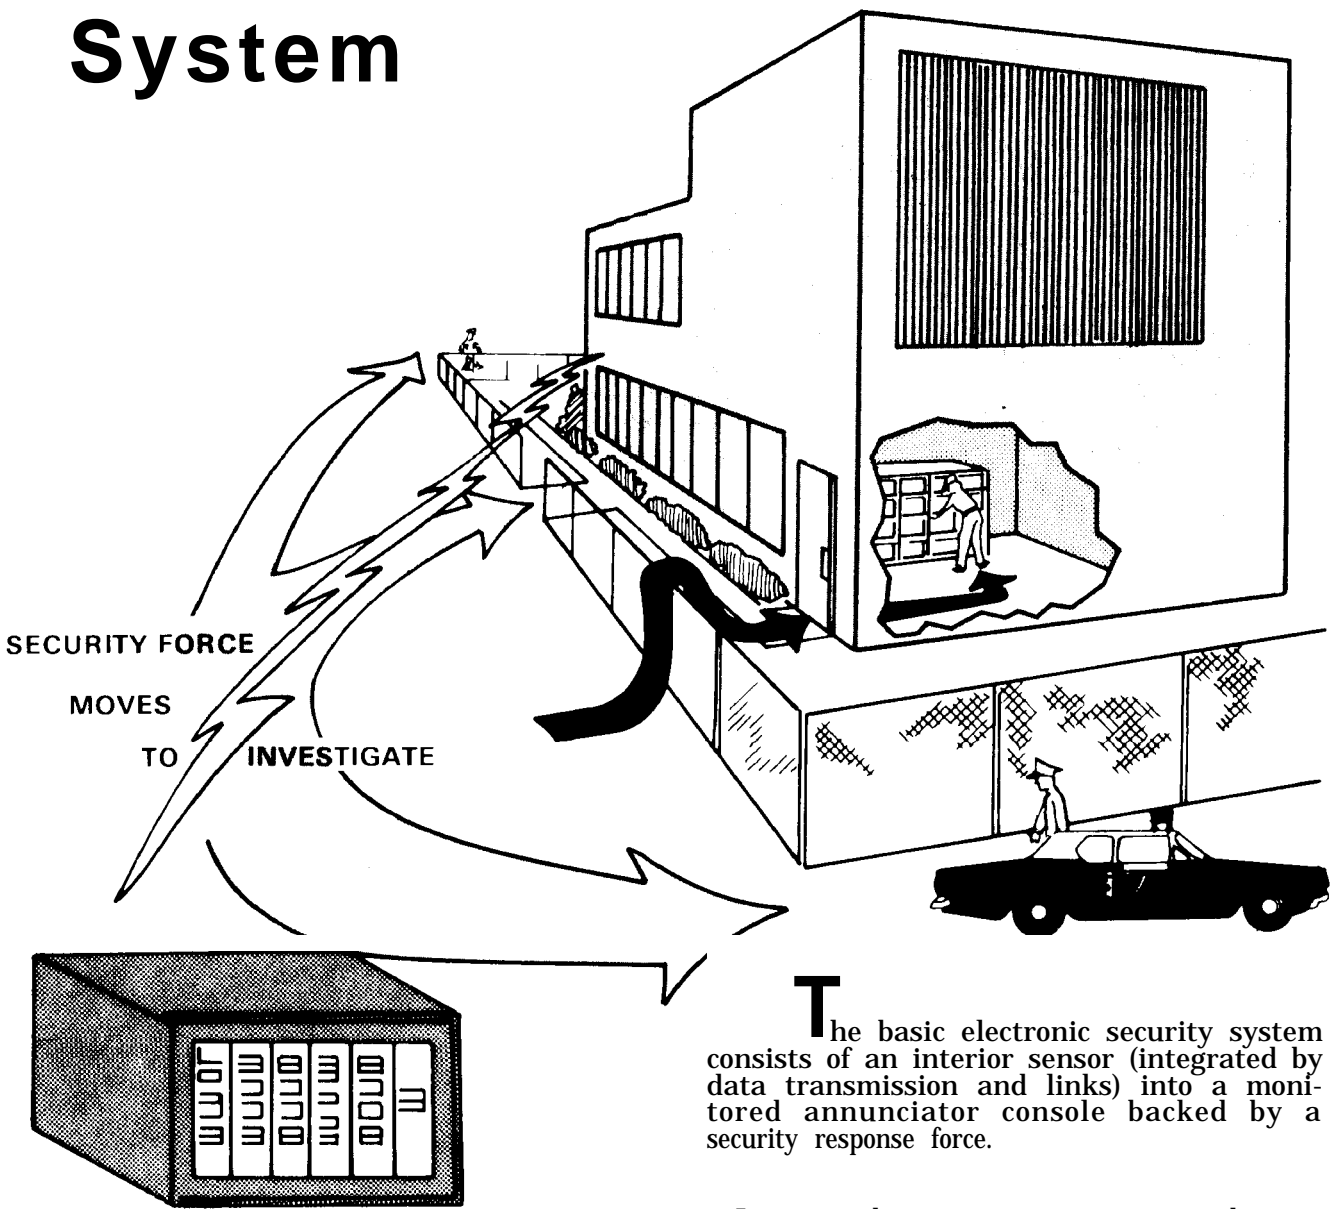 System
SECURITY FORCE
MOVES
TO INVESTIGATE
The basic electronic security system
consists of an interior sensor (integrated by
data transmission and links) into a moni-
tored annunciator console backed by a
security response force.